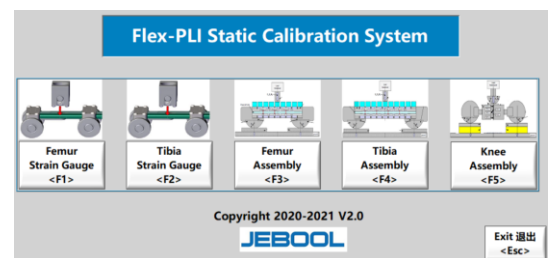 Flex-PLI Static Calibration System
Femur
Strain Gauge
<F1>
Tibia
Strain Gauge
<F2>
Femur
Assembly
<F3>
Tibia
Assembly
<F4>
Knee
Assembly
<F5>
Copyright 2020-2021 V2.0
JEBOOL
Exit 退出
<Esc>